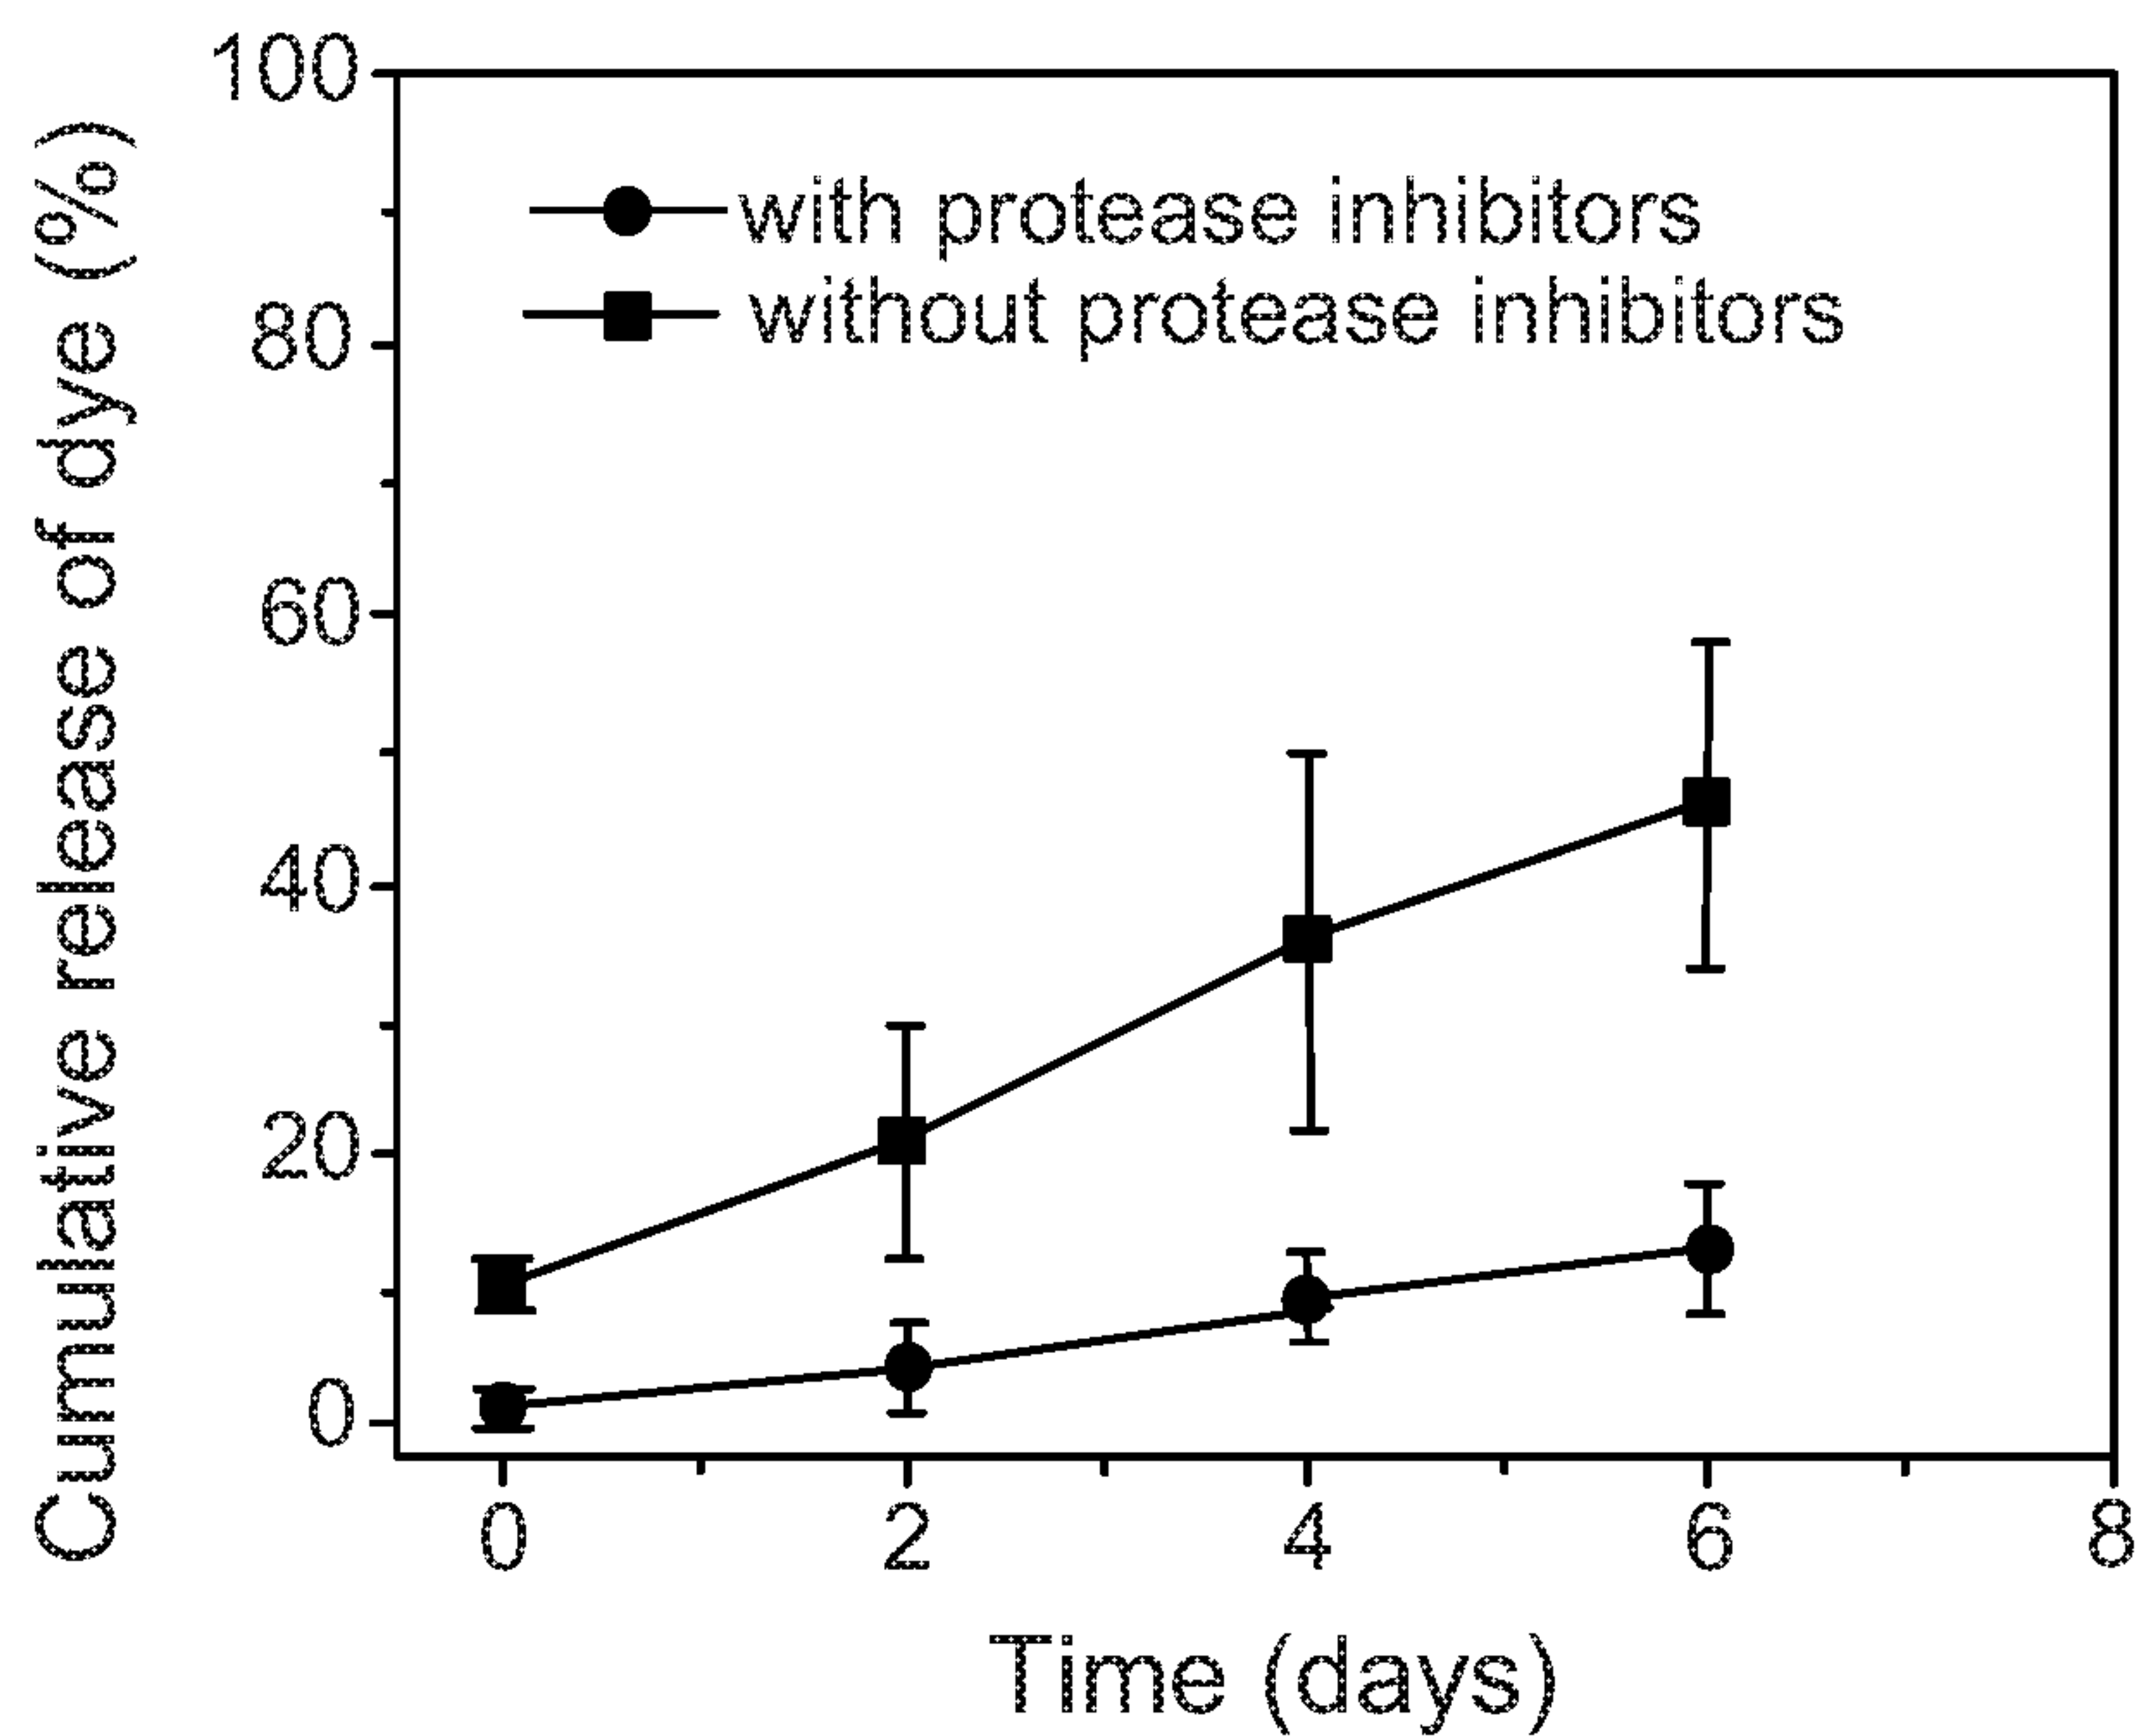 Cumulative release of dye (%)
100
80
60
40
20
0
with protease inhibitors
without protease inhibitors
0 2 4 6 8
Time (days)